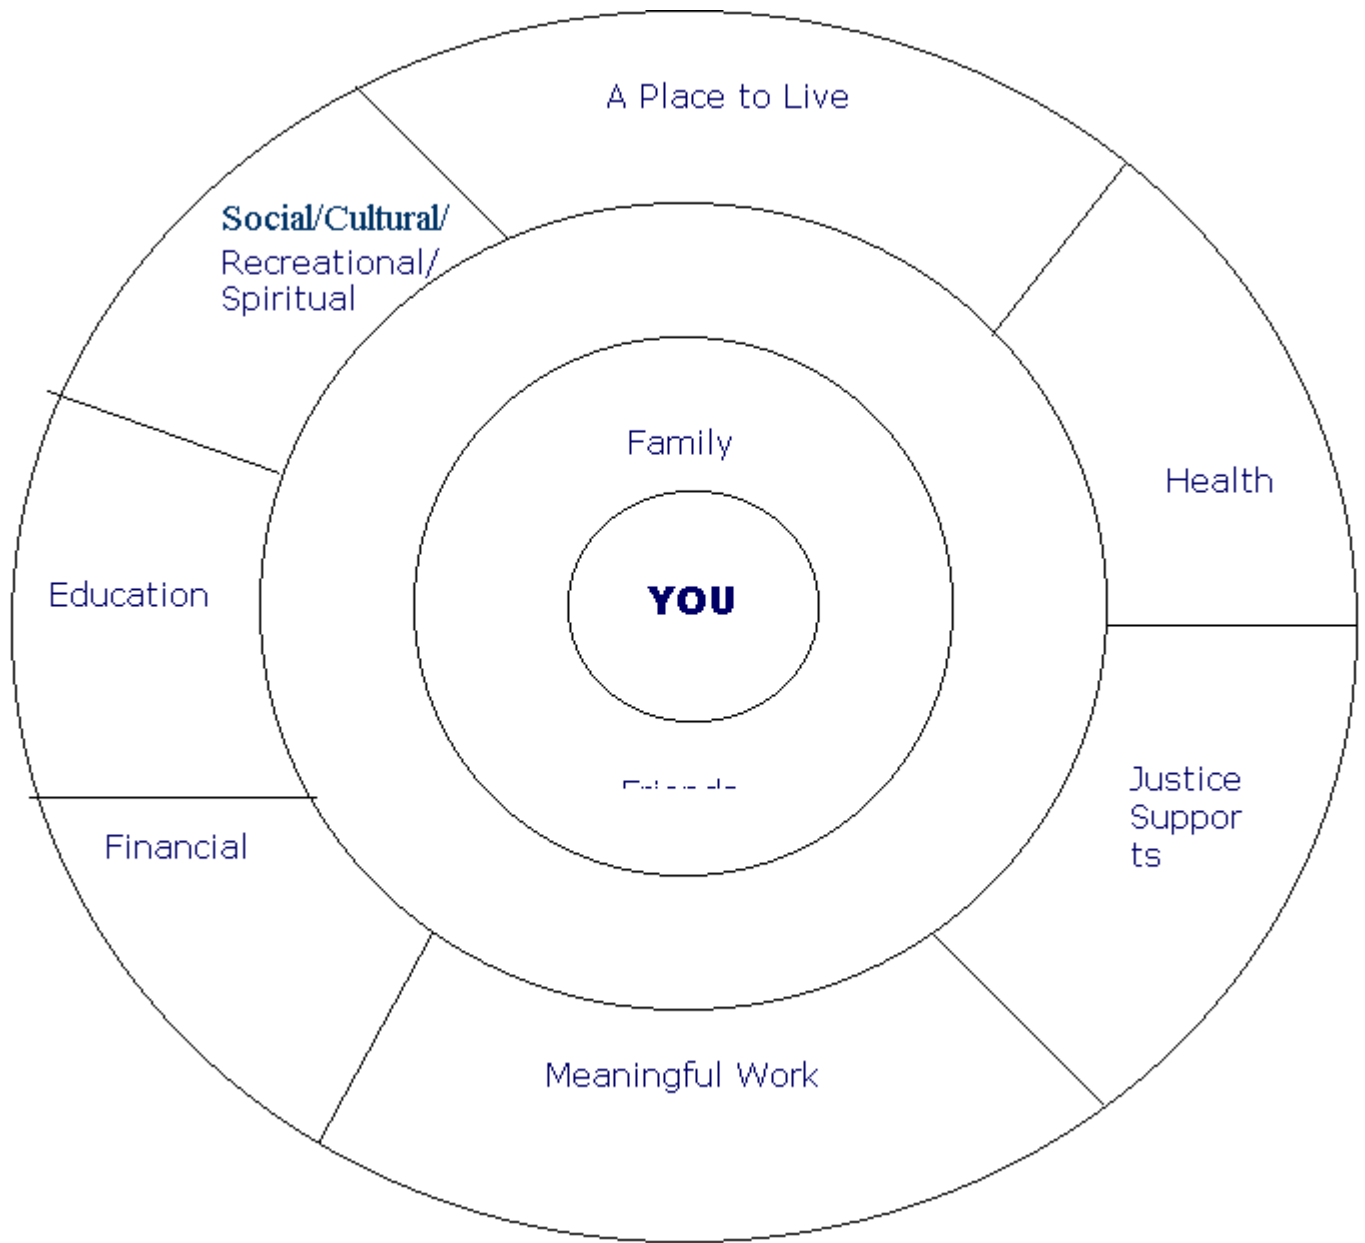 A Place to Live
Social/Cultural/
Recreational/
Spiritual
Family
Health
YOU
Education
Justice
Suppor
ts
Financial
Meaningful Work